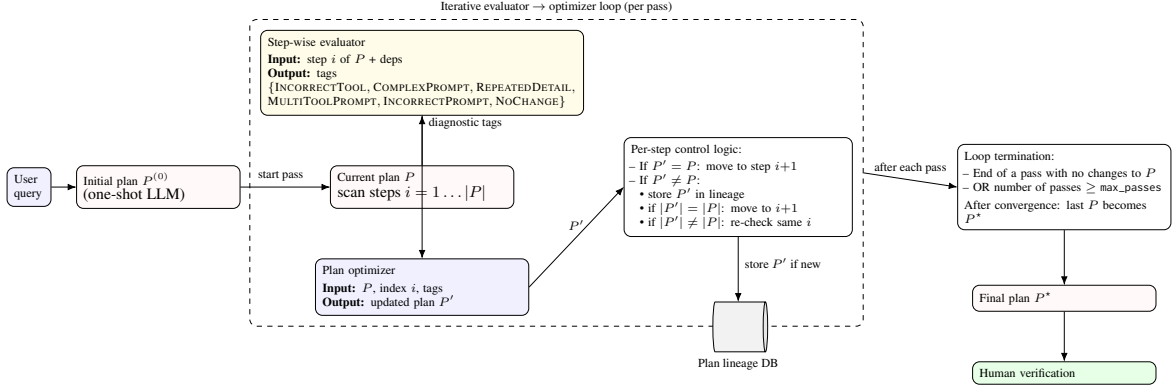 Iterative evaluator → optimizer loop (per pass)
Step-wise evaluator
Input: step i of P + deps
Output: tags
{INCORRECTTOOL, COMPLEXPROMPT, REPEATEDDETAIL,
MULTITOOLPROMPT, INCORRECTPROMPT, NOCHANGE}
diagnostic tags
User
query
Initial plan P⁽⁰⁾
(one-shot LLM)
start pass
Current plan P
scan steps i = 1 … |P|
Plan optimizer
Input: P, index i, tags
Output: updated plan P′
P′
Per-step control logic:
– If P′ = P: move to step i+1
– If P′ ≠ P:
• store P′ in lineage
• if |P′| = |P|: move to i+1
• if |P′| ≠ |P|: re-check same i
store P′ if new
Plan lineage DB
after each pass
Loop termination:
– End of a pass with no changes to P
– OR number of passes ≥ max_passes
After convergence: last P becomes
P⋆
Final plan P⋆
Human verification